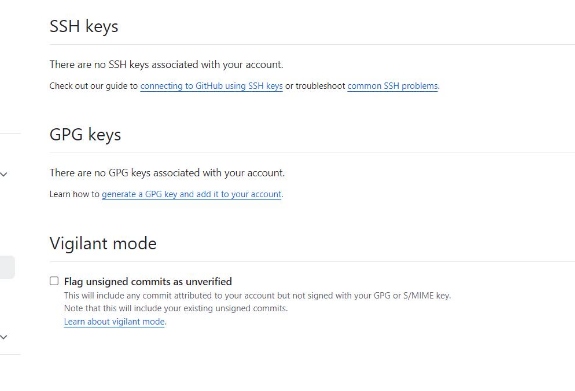 SSH keys
There are no SSH keys associated with your account.
Check out our guide to connecting to GitHub using SSH keys or troubleshoot common SSH problems.
GPG keys
There are no GPG keys associated with your account.
Learn how to generate a GPG key and add it to your account.
Vigilant mode
Flag unsigned commits as unverified
This will include any commit attributed to your account but not signed with your GPG or S/MIME key.
Note that this will include your existing unsigned commits.
Learn about vigilant mode.